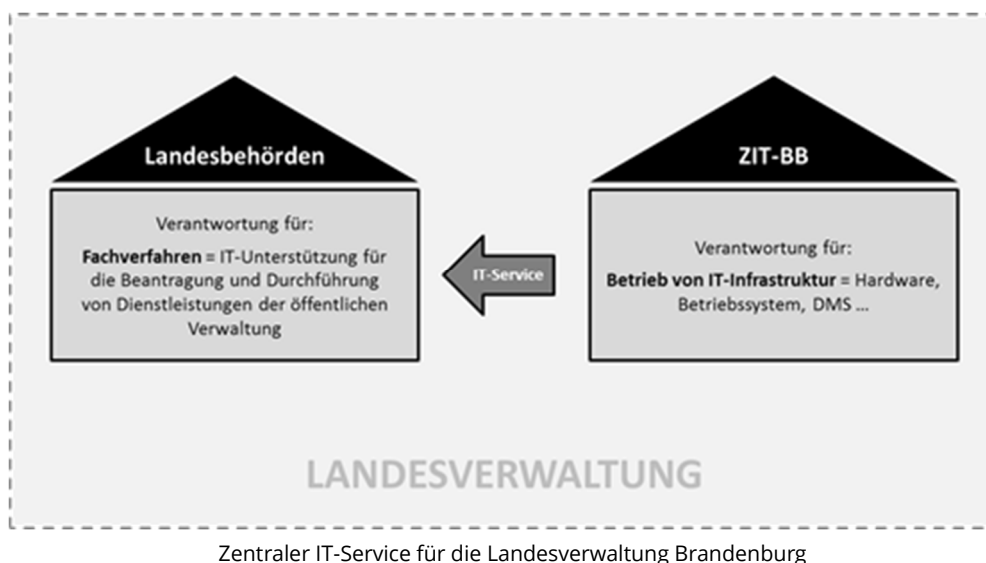 Landesbehörden
Verantwortung für:
Fachverfahren = IT-Unterstützung für
die Beantragung und Durchführung
von Dienstleistungen der öffentlichen
Verwaltung
IT-Service
ZIT-BB
Verantwortung für:
Betrieb von IT-Infrastruktur = Hardware,
Betriebssystem, DMS ...
LANDESVERWALTUNG
Zentraler IT-Service für die Landesverwaltung Brandenburg